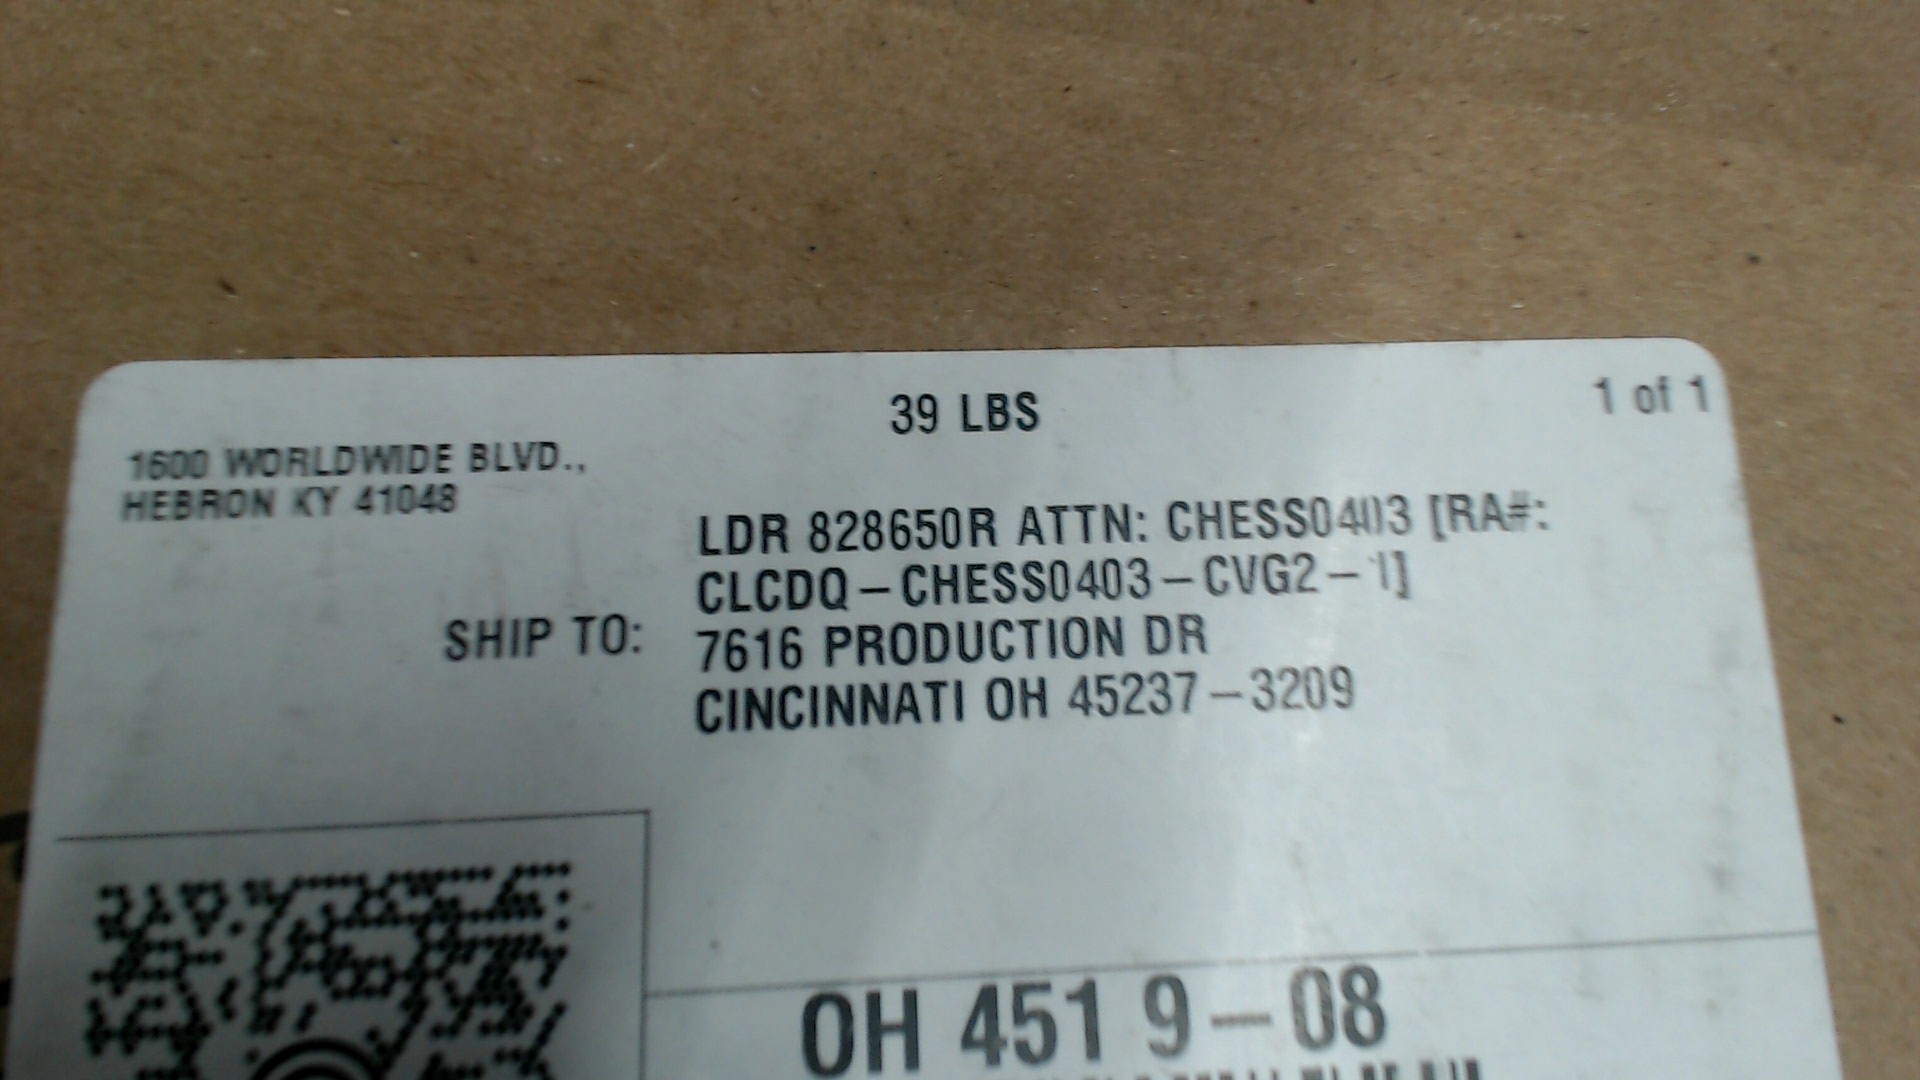 39 LBS
1 of 1
1600 WORLDWIDE BLVD.,
HEBRON KY 41048
LDR 828650R ATTN: CHESS0403 [RA#:
CLCDQ-CHESS0403-CVG2-1]
SHIP TO: 7616 PRODUCTION DR
CINCINNATI OH 45237-3209
OH 451 9-08